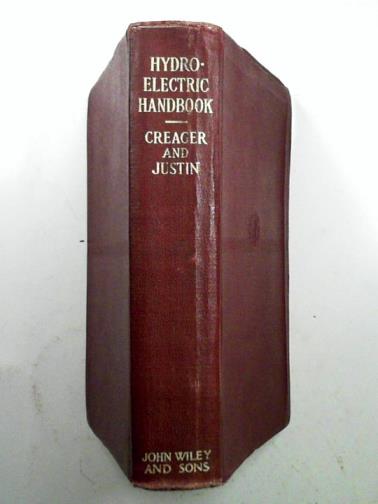 HYDRO-
ELECTRIC
HANDBOOK
CREAGER
AND
JUSTIN
JOHN WILEY
AND SONS